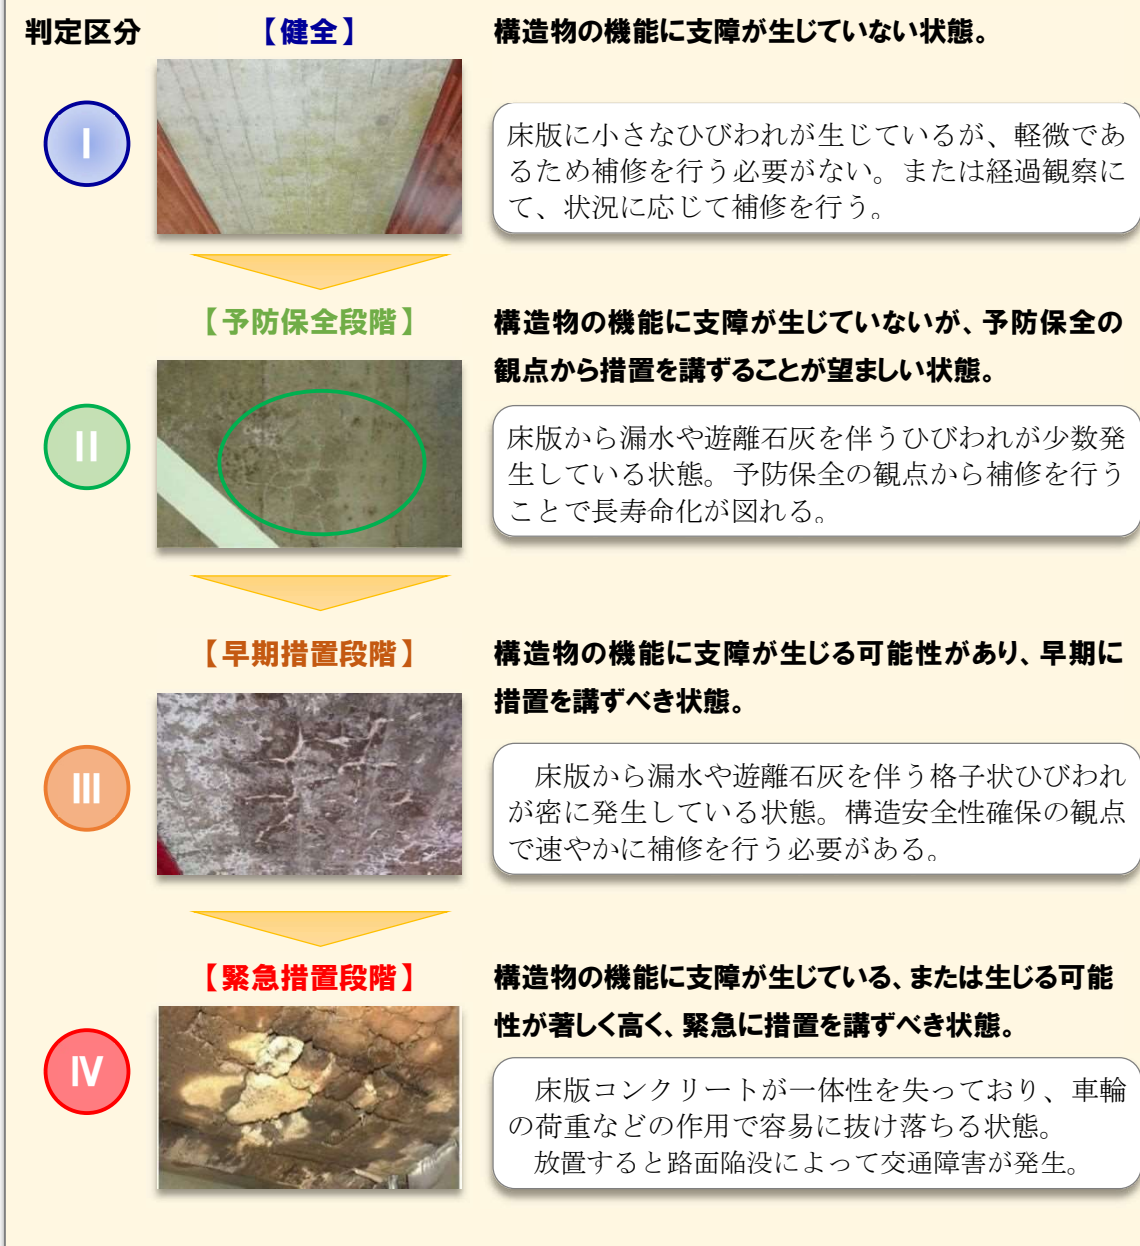 判定区分
【健全】
構造物の機能に支障が生じていない状態。
Ⅰ
床版に小さなひびわれが生じているが、軽微であ
るため補修を行う必要がない。または経過観察に
て、状況に応じて補修を行う。
【予防保全段階】
構造物の機能に支障が生じていないが、予防保全の
観点から措置を講ずることが望ましい状態。
Ⅱ
床版から漏水や遊離石灰を伴うひびわれが少数発
生している状態。予防保全の観点から補修を行う
ことで長寿命化が図れる。
【早期措置段階】
構造物の機能に支障が生じる可能性があり、早期に
措置を講ずべき状態。
Ⅲ
床版から漏水や遊離石灰を伴う格子状ひびわれ
が密に発生している状態。構造安全性確保の観点
で速やかに補修を行う必要がある。
【緊急措置段階】
構造物の機能に支障が生じている、または生じる可能
性が著しく高く、緊急に措置を講ずべき状態。
Ⅳ
床版コンクリートが一体性を失っており、車輪
の荷重などの作用で容易に抜け落ちる状態。
放置すると路面陥没によって交通障害が発生。